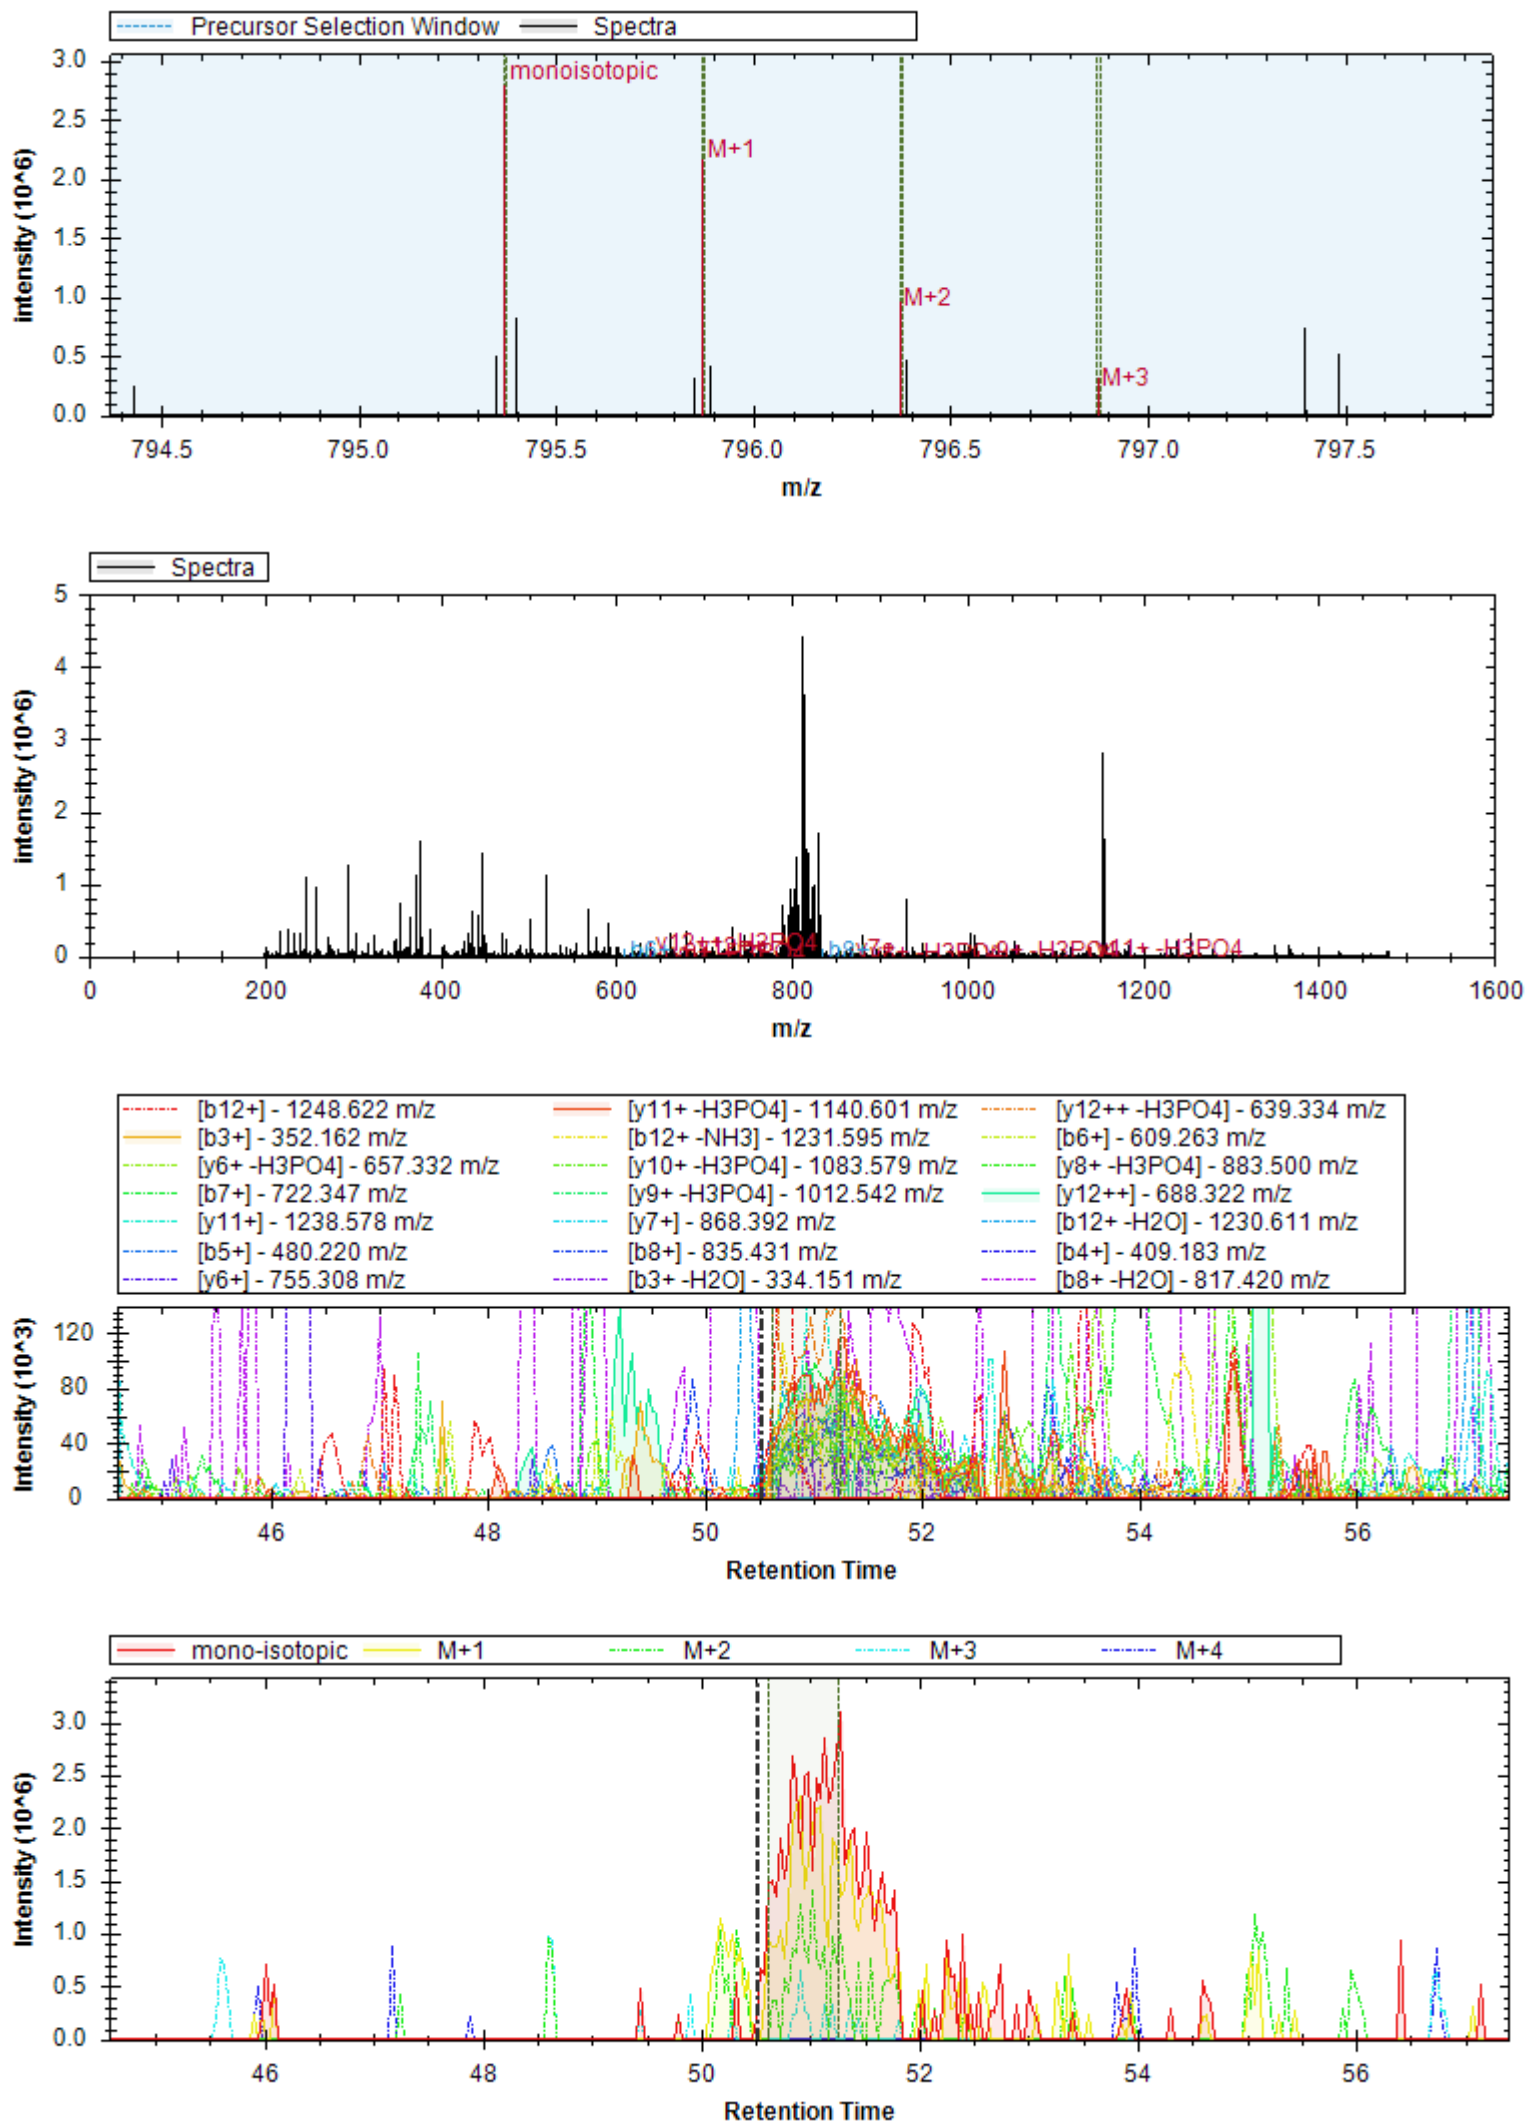 Precursor Selection Window Spectra
3.0
monoisotopic
2.5
M+1
2.0
1.5
1.0
M+2
0.5
M+3
0.0
intensity (10^6)
794.5 795.0 795.5 796.0 796.5 797.0 797.5
m/z
Spectra
5
4
3
2
1
0
intensity (10^6)
-H3PO4
y11+ -H3PO4
0 200 400 600 800 1000 1200 1400 1600
m/z
[b12+] - 1248.622 m/z [y11+ -H3PO4] - 1140.601 m/z [y12++ -H3PO4] - 639.334 m/z
[b3+] - 352.162 m/z [b12+ -NH3] - 1231.595 m/z [b6+] - 609.263 m/z
[y6+ -H3PO4] - 657.332 m/z [y10+ -H3PO4] - 1083.579 m/z [y8+ -H3PO4] - 883.500 m/z
[b7+] - 722.347 m/z [y9+ -H3PO4] - 1012.542 m/z [y12++] - 688.322 m/z
[y11+] - 1238.578 m/z [y7+] - 868.392 m/z [b12+ -H2O] - 1230.611 m/z
[b5+] - 480.220 m/z [b8+] - 835.431 m/z [b4+] - 409.183 m/z
[y6+] - 755.308 m/z [b3+ -H2O] - 334.151 m/z [b8+ -H2O] - 817.420 m/z
120
80
40
0
Intensity (10^3)
46 48 50 52 54 56
Retention Time
mono-isotopic M+1 M+2 M+3 M+4
3.0
2.5
2.0
1.5
1.0
0.5
0.0
Intensity (10^6)
46 48 50 52 54 56
Retention Time